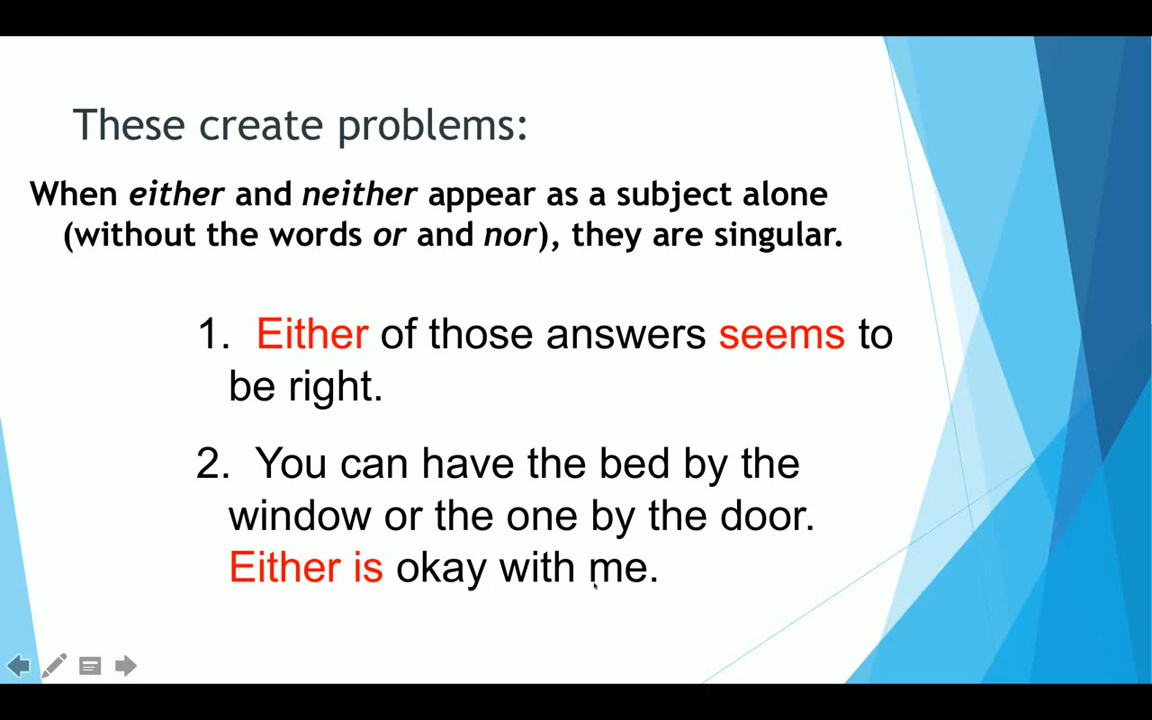 These create problems:
When either and neither appear as a subject alone
(without the words or and nor), they are singular.
1. Either of those answers seems to
be right.
2. You can have the bed by the
window or the one by the door.
Either is okay with me.